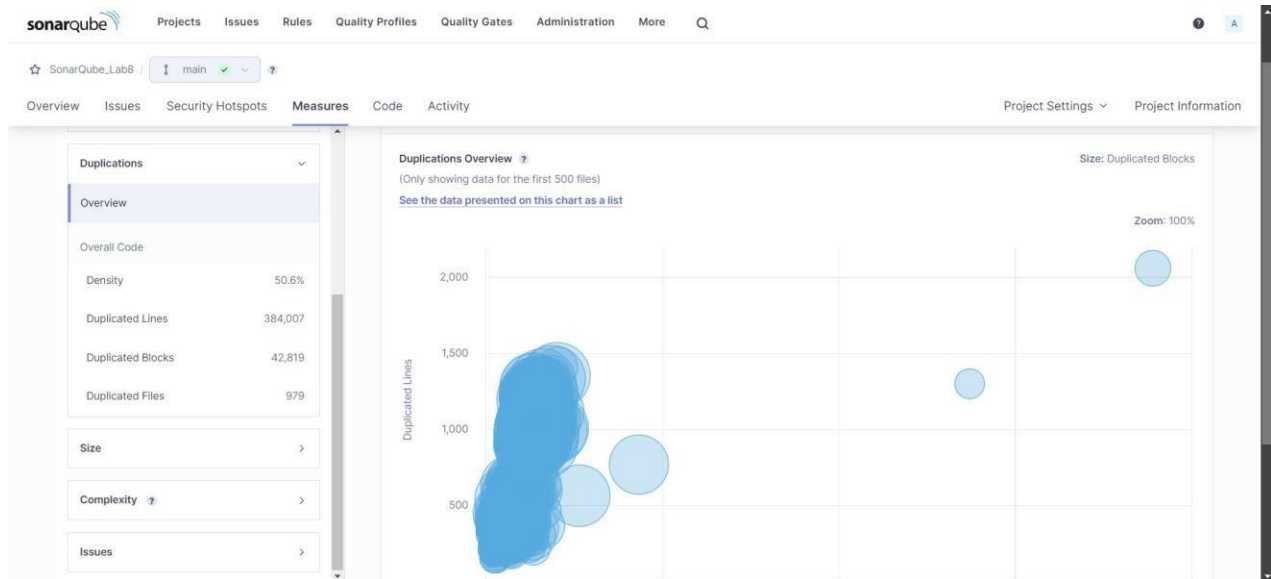 sonarqube Projects Issues Rules Quality Profiles Quality Gates Administration More ? A
SonarQube_Lab8 / main ?
Overview Issues Security Hotspots Measures Code Activity Project Settings Project Information
Duplications
Overview
Overall Code
Density 50.6%
Duplicated Lines 384,007
Duplicated Blocks 42,819
Duplicated Files 979
Size
Complexity ?
Issues
Duplications Overview ? Size: Duplicated Blocks
(Only showing data for the first 500 files)
See the data presented on this chart as a list
Zoom: 100%
2,000
1,500
1,000
500
Duplicated Lines